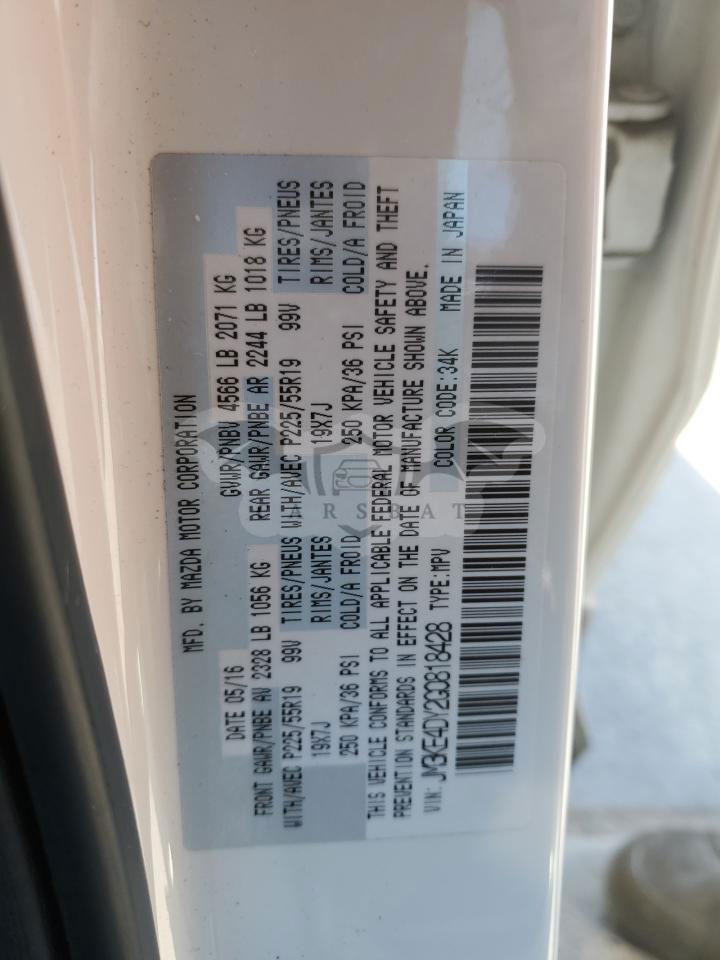 MFD. BY MAZDA MOTOR CORPORATION
DATE 05/16 GVWR/PNBV 4566 LB 2071 KG
FRONT GAWR/PNBE AV 2328 LB 1056 KG REAR GAWR/PNBE AR 2244 LB 1018 KG
WITH/AVEC P225/55R19 99V TIRES/PNEUS WITH/AVEC P225/55R19 99V TIRES/PNEUS
19X7J RIMS/JANTES 19X7J RIMS/JANTES
250 KPA/36 PSI COLD/A FROID 250 KPA/36 PSI COLD/A FROID
THIS VEHICLE CONFORMS TO ALL APPLICABLE FEDERAL MOTOR VEHICLE SAFETY AND THEFT
PREVENTION STANDARDS IN EFFECT ON THE DATE OF MANUFACTURE SHOWN ABOVE.
VIN: JM3KE4DY2G0818428 TYPE:MPV COLOR CODE:34K MADE IN JAPAN
ARSBAT